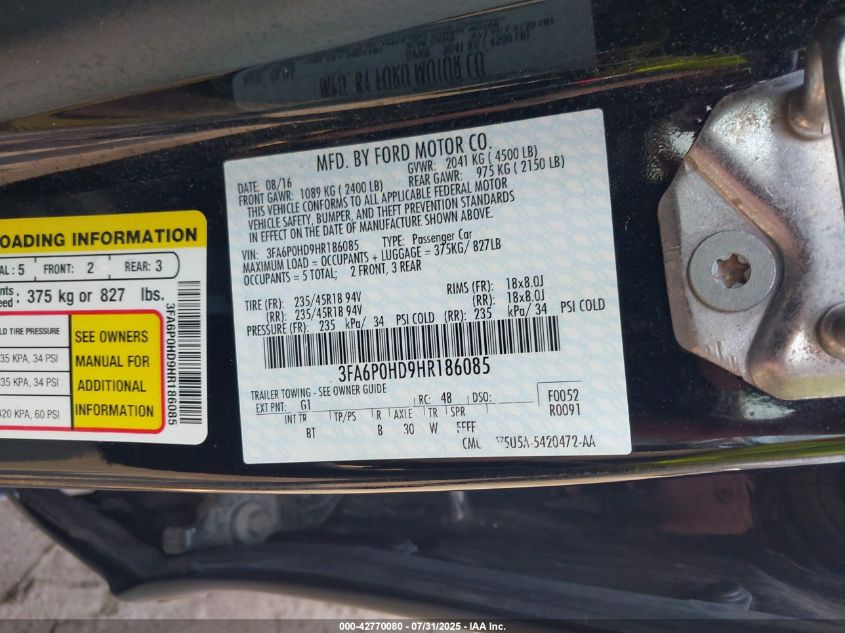 MFD. BY FORD MOTOR CO.
DATE: 08/16 GVWR: 2041 KG ( 4500 LB)
FRONT GAWR: 1089 KG ( 2400 LB) REAR GAWR: 975 KG ( 2150 LB)
THIS VEHICLE CONFORMS TO ALL APPLICABLE FEDERAL MOTOR
VEHICLE SAFETY, BUMPER, AND THEFT PREVENTION STANDARDS
IN EFFECT ON THE DATE OF MANUFACTURE SHOWN ABOVE.
VIN: 3FA6P0HD9HR186085 TYPE: Passenger Car
MAXIMUM LOAD = OCCUPANTS + LUGGAGE = 375KG/ 827LB
OCCUPANTS = 5 TOTAL; 2 FRONT, 3 REAR
TIRE (FR): 235/45R18 94V RIMS (FR): 18x8.0J
(RR): 235/45R18 94V (RR): 18x8.0J
PRESSURE (FR): 235 kPa/ 34 PSI COLD (RR): 235 kPa/ 34 PSI COLD
3FA6P0HD9HR186085
TRAILER TOWING - SEE OWNER GUIDE
EXT PNT: G1 RC: 48 DSO: F0052
INT TR TP/PS R AXLE TR SPR R0091
BT B 30 W
5420472-AA
OADING INFORMATION
AL : 5 FRONT: 2 REAR: 3
375 kg or 827 lbs.
LD TIRE PRESSURE
35 KPA, 34 PSI
35 KPA, 34 PSI
420 KPA, 60 PSI
SEE OWNERS
MANUAL FOR
ADDITIONAL
INFORMATION
3FA6P0HD9HR186085
000-42770080 - 07/31/2025 - IAA Inc.